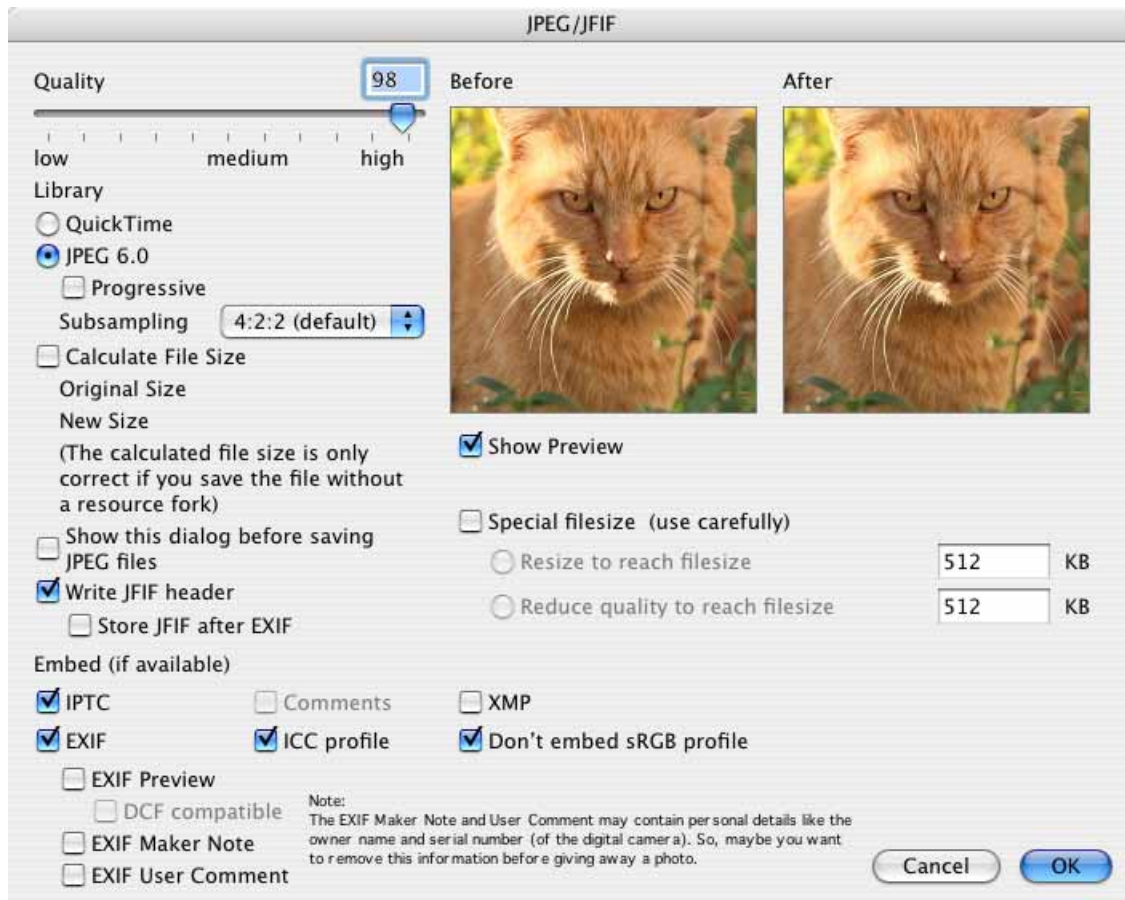 JPEG/JFIF
Quality
98
low medium high
Library
QuickTime
JPEG 6.0
Progressive
Subsampling 4:2:2 (default)
Calculate File Size
Original Size
New Size
(The calculated file size is only
correct if you save the file without
a resource fork)
Show this dialog before saving
JPEG files
Write JFIF header
Store JFIF after EXIF
Before After
Show Preview
Special filesize (use carefully)
Resize to reach filesize 512 KB
Reduce quality to reach filesize 512 KB
Embed (if available)
IPTC Comments XMP
EXIF ICC profile Don't embed sRGB profile
EXIF Preview
DCF compatible
EXIF Maker Note
EXIF User Comment
Note:
The EXIF Maker Note and User Comment may contain personal details like the
owner name and serial number (of the digital camera). So, maybe you want
to remove this information before giving away a photo.
Cancel OK